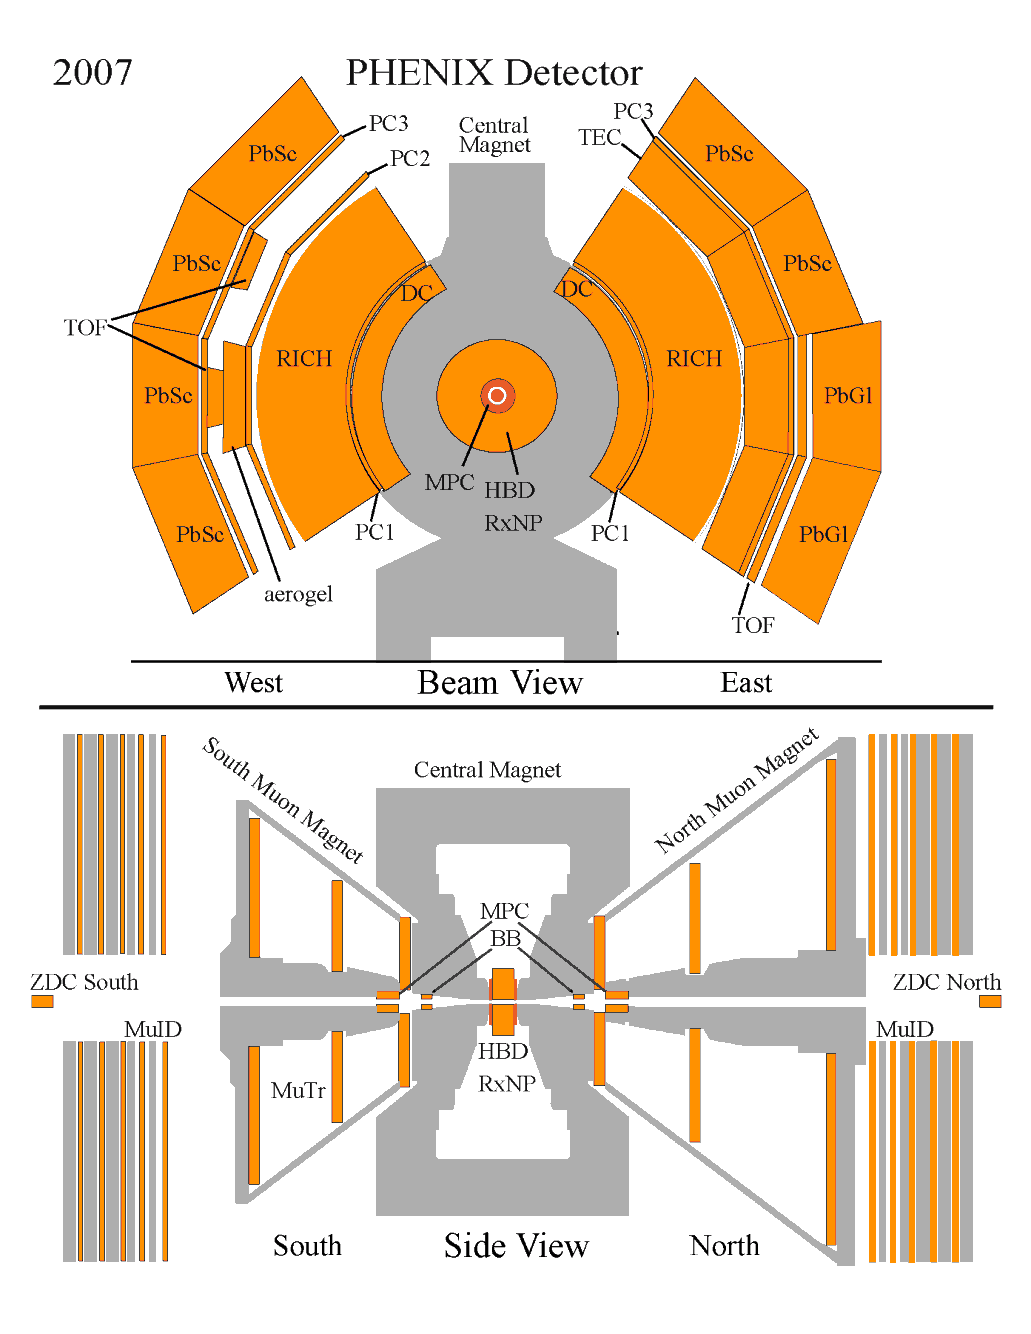 2007
PHENIX Detector
PC3
PC2
Central
Magnet
PC3
TEC
PbSc
PbSc
PbSc
PbSc
DC
DC
TOF
RICH
RICH
PbSc
PbGl
MPC
HBD
RxNP
PC1
PC1
PbSc
PbGl
aerogel
TOF
West
Beam View
East
South Muon Magnet
Central Magnet
North Muon Magnet
MPC
BB
ZDC South
ZDC North
MuID
MuID
HBD
RxNP
MuTr
South
Side View
North